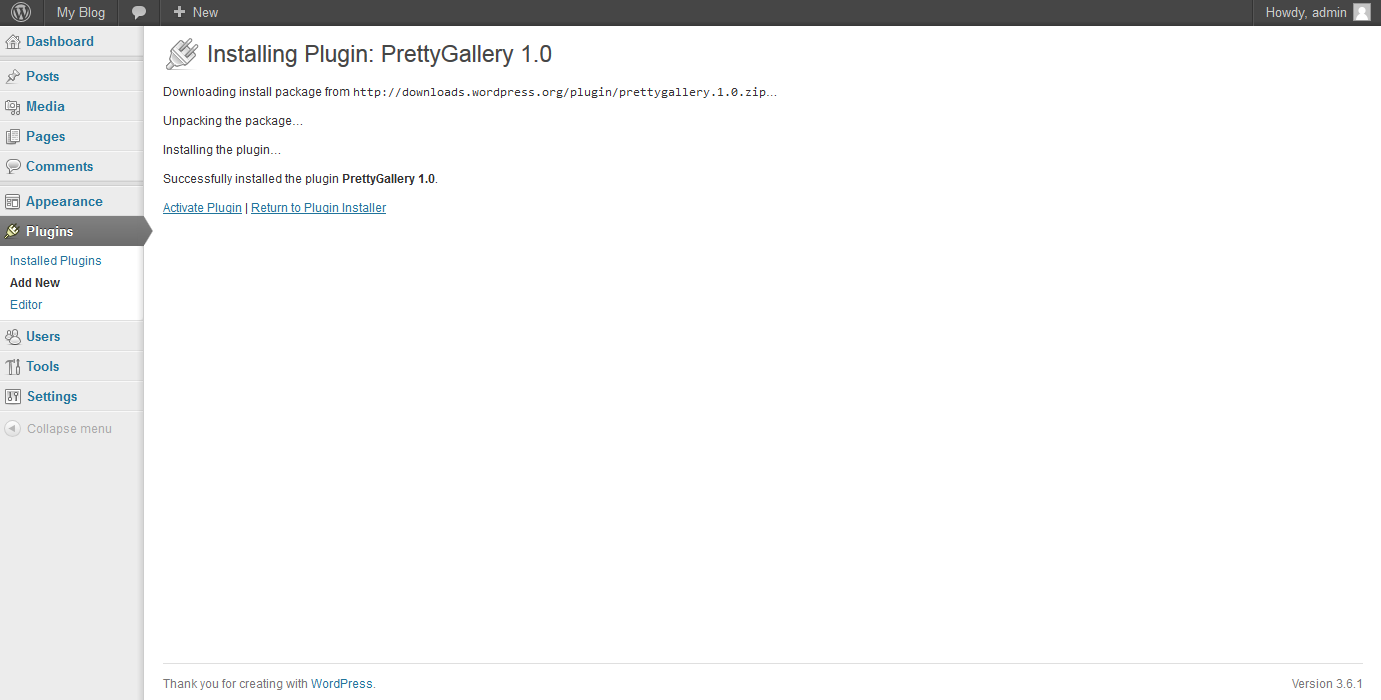 My Blog New Howdy, admin
Dashboard
Posts
Media
Pages
Comments
Appearance
Plugins
Installed Plugins
Add New
Editor
Users
Tools
Settings
Collapse menu
Installing Plugin: PrettyGallery 1.0
Downloading install package from http://downloads.wordpress.org/plugin/prettygallery.1.0.zip…
Unpacking the package…
Installing the plugin…
Successfully installed the plugin PrettyGallery 1.0.
Activate Plugin | Return to Plugin Installer
Thank you for creating with WordPress. Version 3.6.1